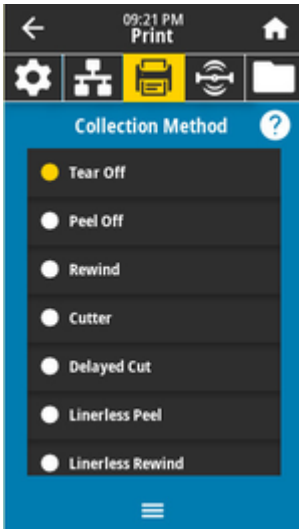 09:21 PM
Print
Collection Method
?
Tear Off
Peel Off
Rewind
Cutter
Delayed Cut
Linerless Peel
Linerless Rewind